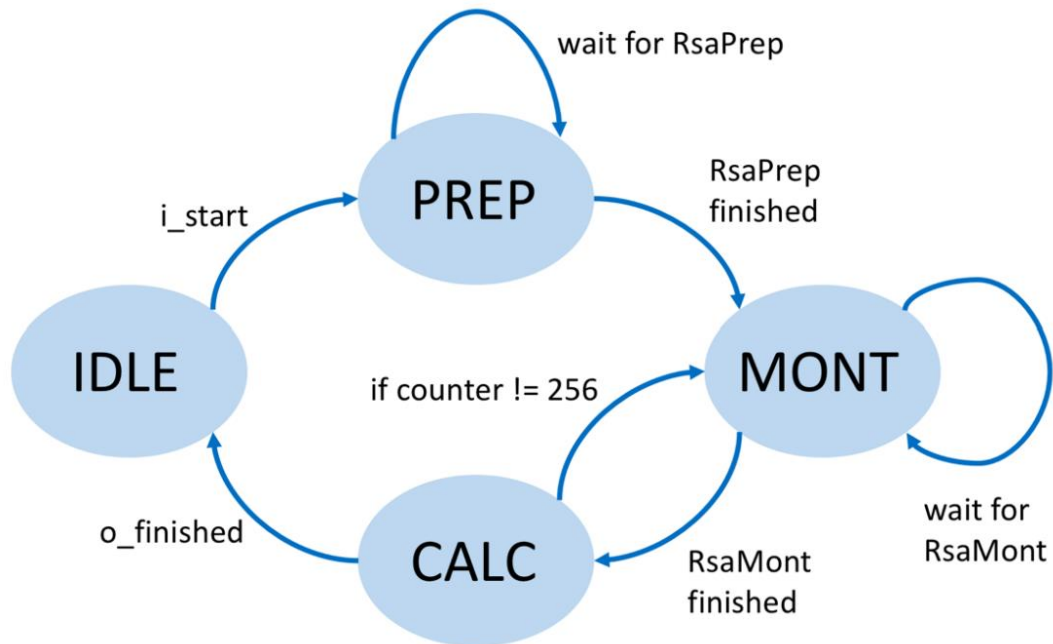 wait for RsaPrep
PREP
RsaPrep
finished
i_start
IDLE
if counter != 256
MONT
o_finished
CALC
RsaMont
finished
wait for
RsaMont